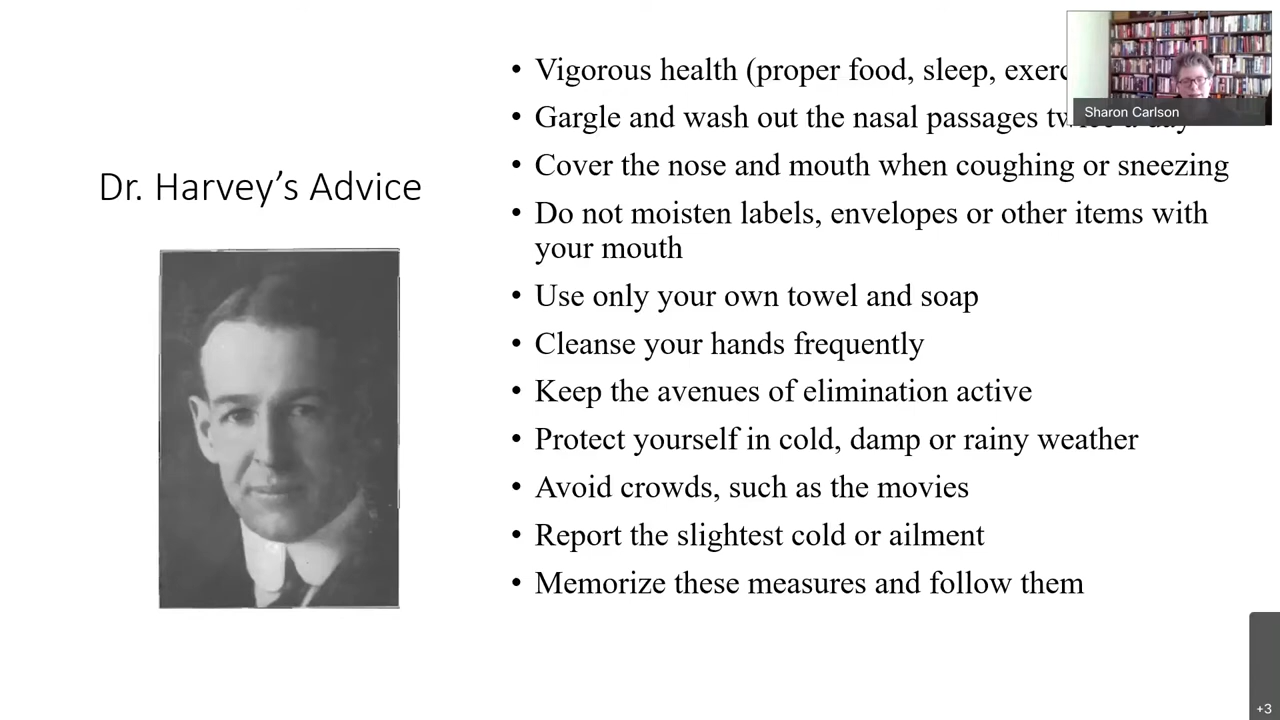 Dr. Harvey's Advice
• Vigorous health (proper food, sleep,
• Gargle and wash out the nasal passages
• Cover the nose and mouth when coughing or sneezing
• Do not moisten labels, envelopes or other items with
your mouth
• Use only your own towel and soap
• Cleanse your hands frequently
• Keep the avenues of elimination active
• Protect yourself in cold, damp or rainy weather
• Avoid crowds, such as the movies
• Report the slightest cold or ailment
• Memorize these measures and follow them
Sharon Carlson
+3